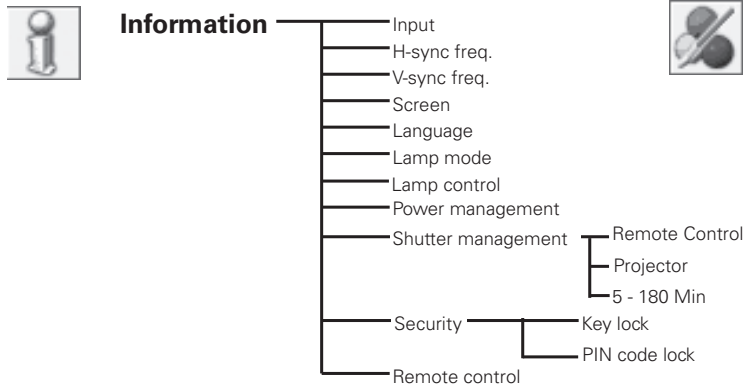 Information
Input
H-sync freq.
V-sync freq.
Screen
Language
Lamp mode
Lamp control
Power management
Shutter management
Remote Control
Projector
5 - 180 Min
Security
Key lock
PIN code lock
Remote control